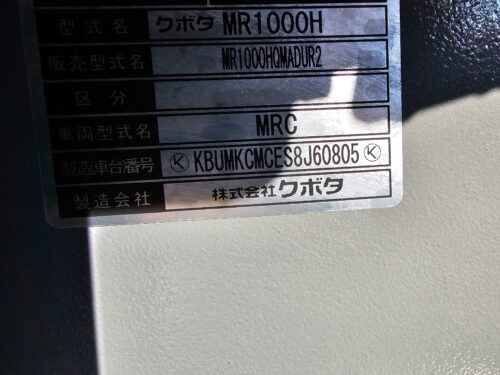 型式名 クボタ MR1000H
販売型式名 MR1000HQMADUR2
区分
車両型式名 MRC
製造車台番号 Ⓚ KBUMKCMCES8J60805 Ⓚ
製造会社 株式会社クボタ